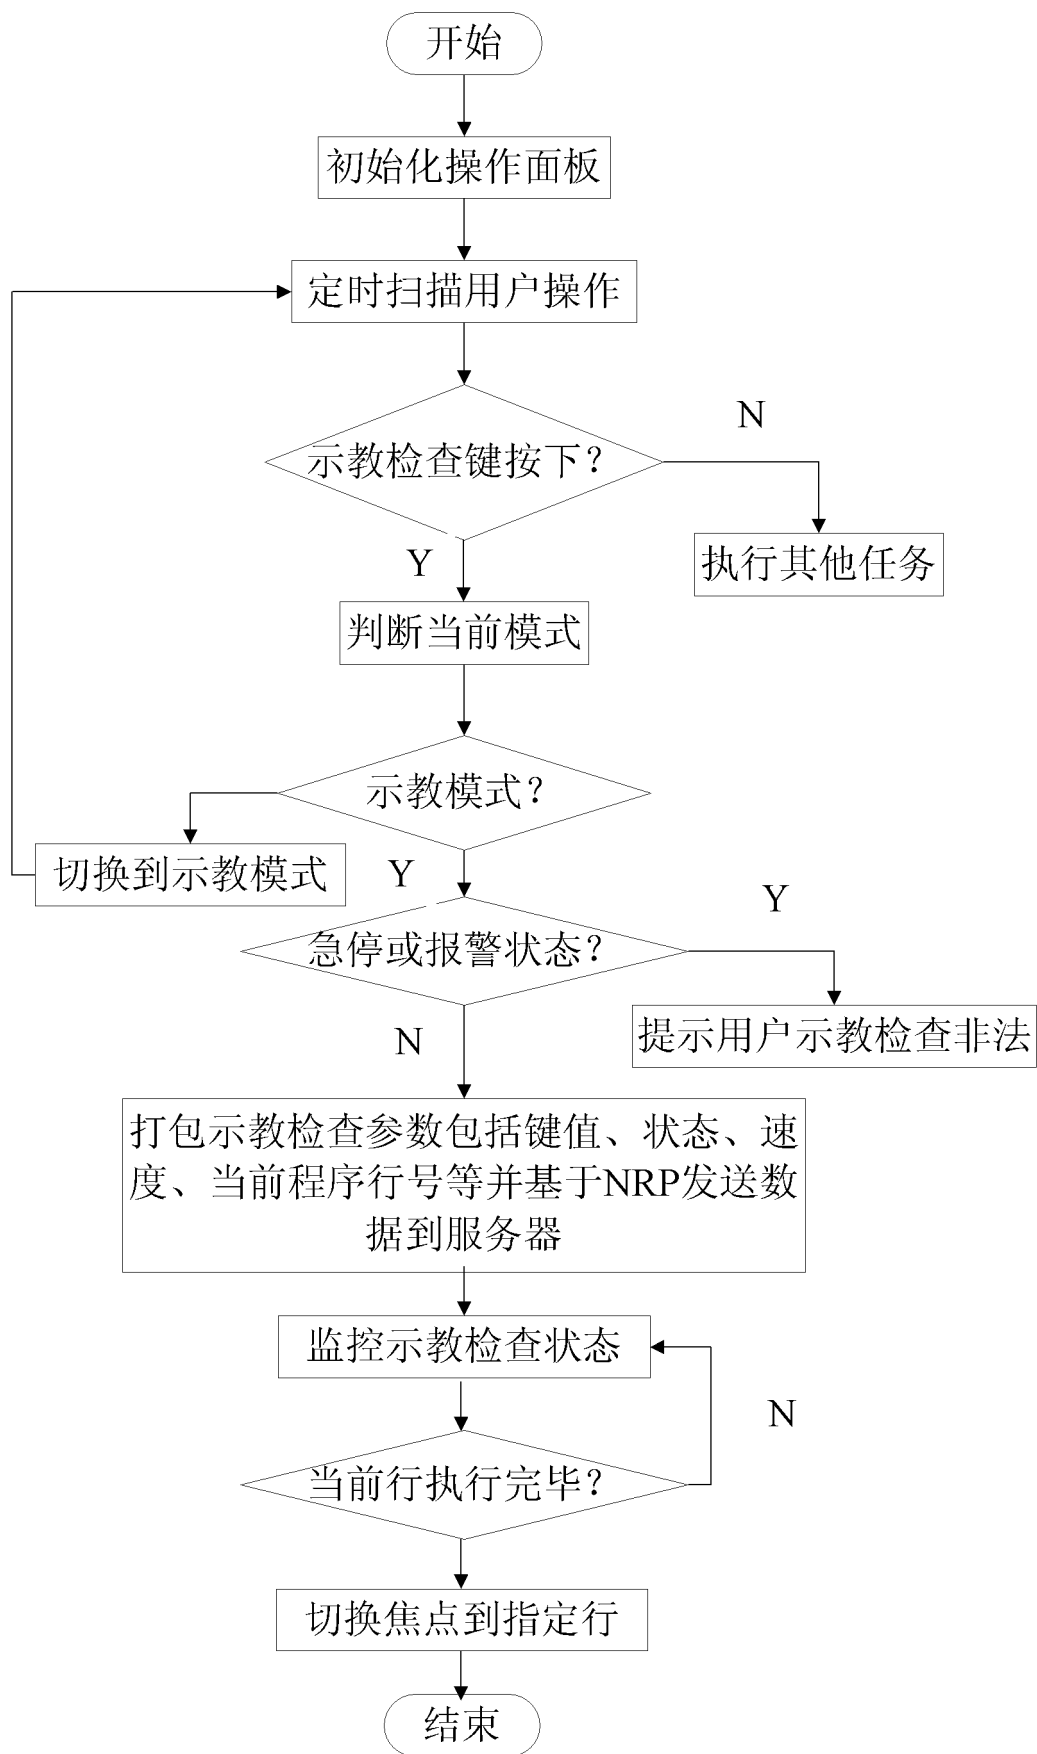 开始
初始化操作面板
定时扫描用户操作
示教检查键按下？
N
Y
执行其他任务
判断当前模式
示教模式？
切换到示教模式
Y
Y
急停或报警状态？
N
提示用户示教检查非法
打包示教检查参数包括键值、状态、速
度、当前程序行号等并基于NRP发送数
据到服务器
监控示教检查状态
N
当前行执行完毕？
切换焦点到指定行
结束